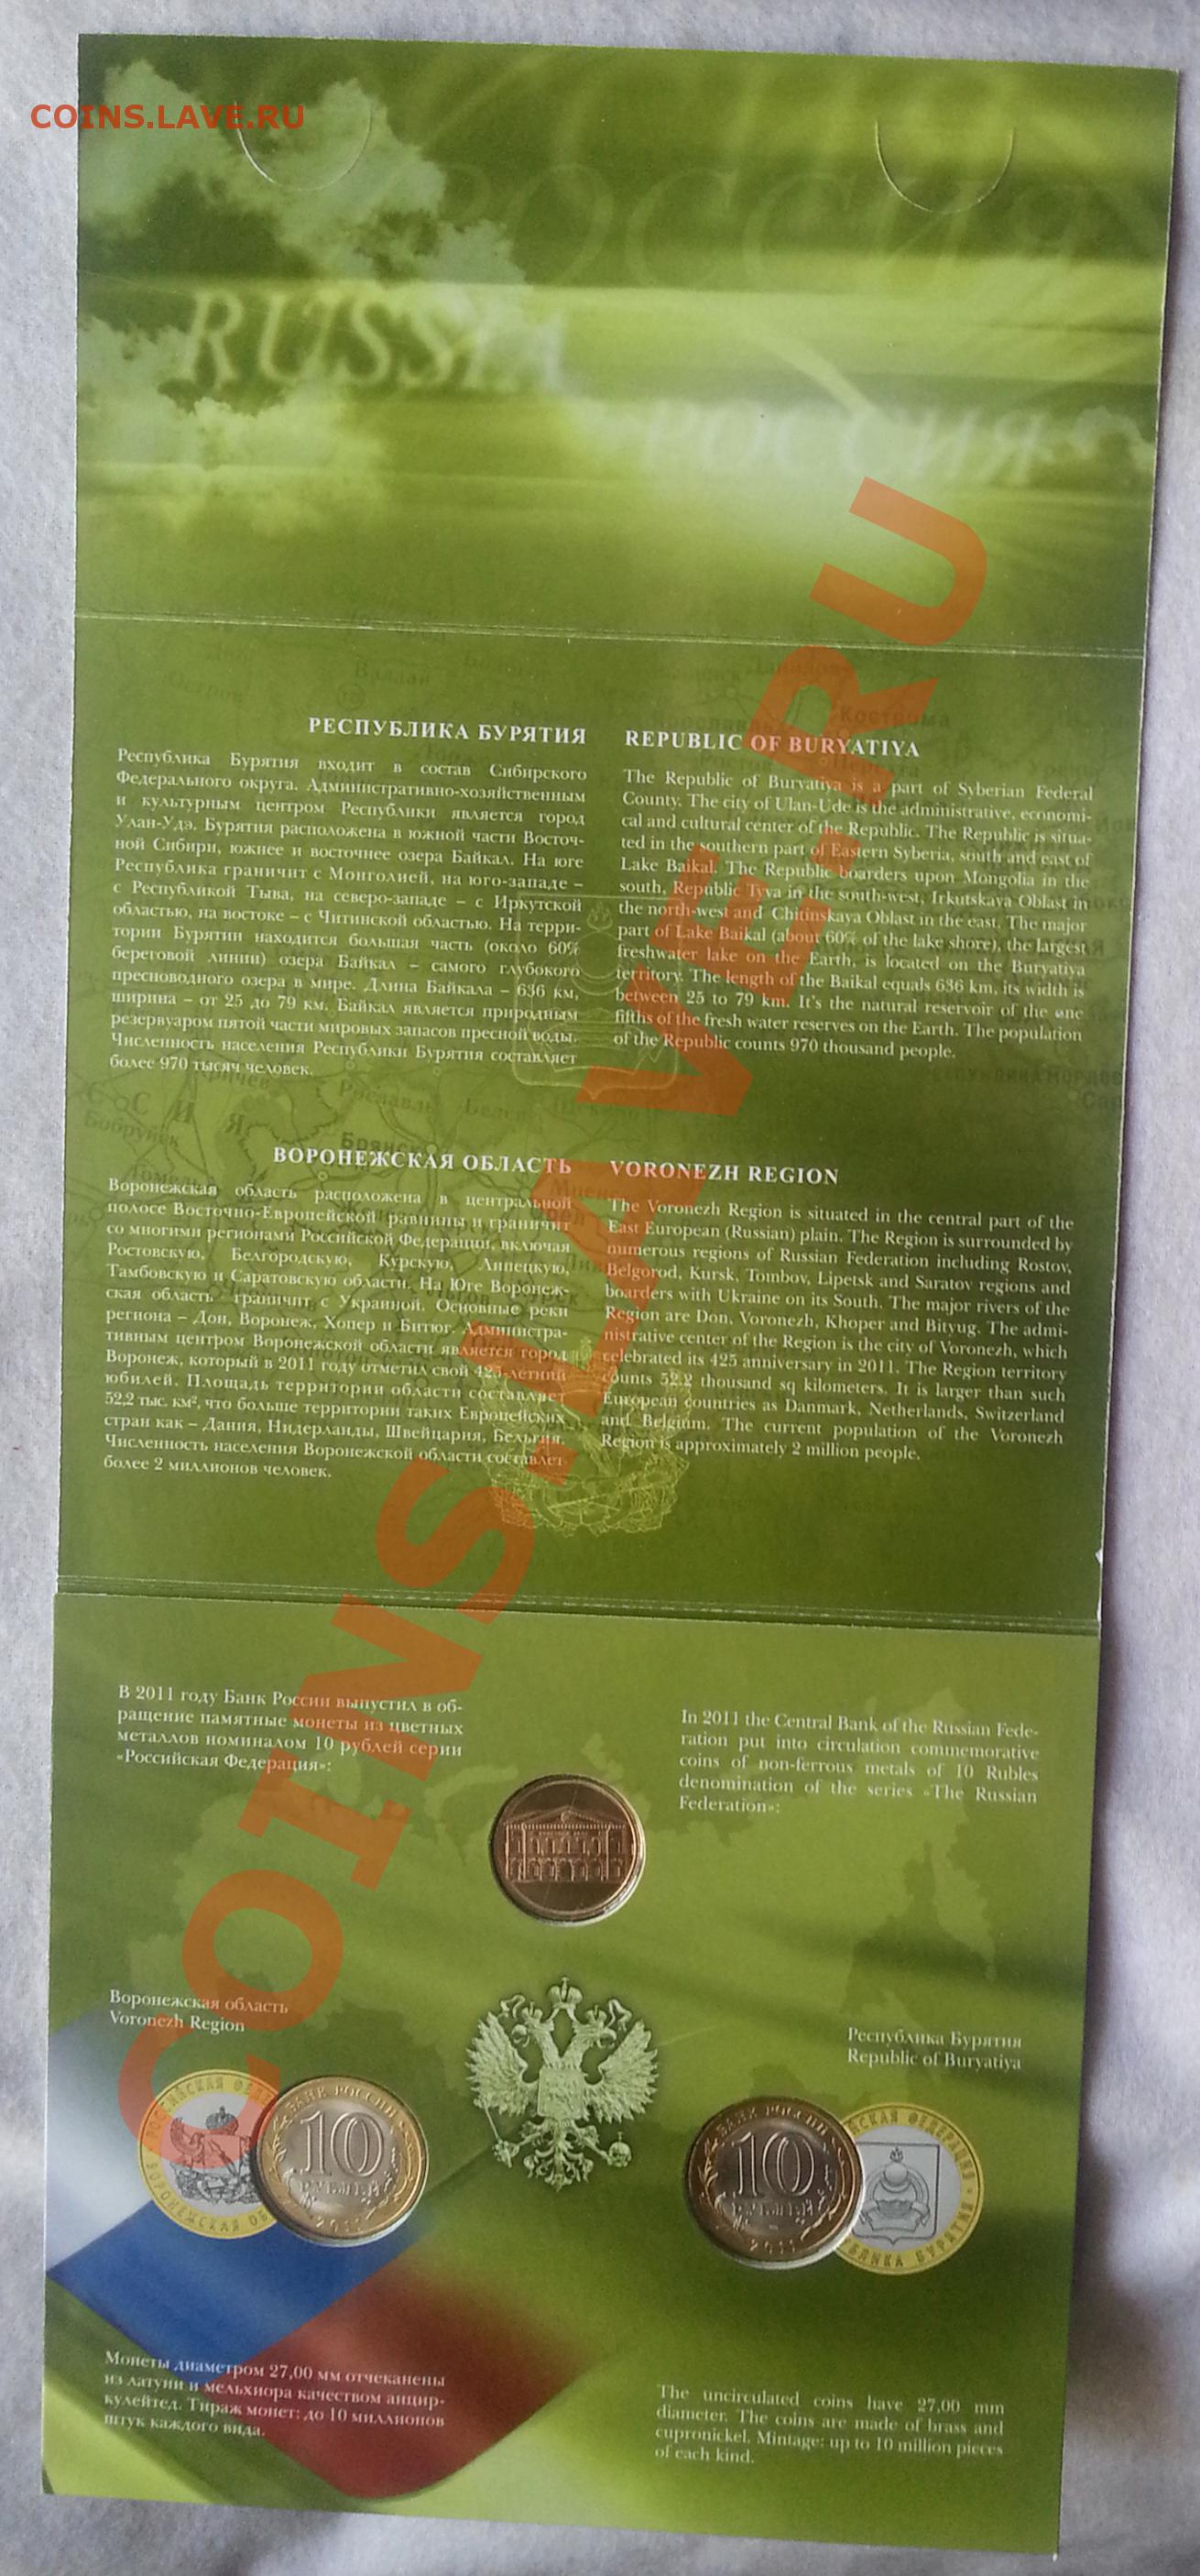 COINS.LAVE.RU
РОССИЯ
RUSSIA
РОССИЯ
РЕСПУБЛИКА БУРЯТИЯ
Республика Бурятия входит в состав Сибирского
Федерального округа. Административно-хозяйственным
и культурным центром Республики является город
Улан-Удэ. Бурятия расположена в южной части Восточ-
ной Сибири, южнее и восточнее озера Байкал. На юге
Республика граничит с Монголией, на юго-западе –
с Республикой Тыва, на северо-западе – с Иркутской
областью, на востоке – с Читинской областью. На терри-
тории Бурятии находится большая часть (около 60%
береговой линии) озера Байкал – самого глубокого
пресноводного озера в мире. Длина Байкала – 636 км,
ширина – от 25 до 79 км. Байкал является природным
резервуаром пятой части мировых запасов пресной воды.
Численность населения Республики Бурятия составляет
более 970 тысяч человек.
REPUBLIC OF BURYATIYA
The Republic of Buryatiya is a part of Syberian Federal
County. The city of Ulan-Ude is the administrative, economi-
cal and cultural center of the Republic. The Republic is situa-
ted in the southern part of Eastern Syberia, south and east of
Lake Baikal. The Republic boarders upon Mongolia in the
south, Republic Tyva in the south-west, Irkutskaya Oblast in
the north-west and Chitinskaya Oblast in the east. The major
part of Lake Baikal (about 60% of the lake shore), the largest
freshwater lake on the Earth, is located on the Buryatiya
territory. The length of the Baikal equals 636 km, its width is
between 25 to 79 km. It's the natural reservoir of the one
fifths of the fresh water reserves on the Earth. The population
of the Republic counts 970 thousand people.
ВОРОНЕЖСКАЯ ОБЛАСТЬ
Воронежская область расположена в центральной
полосе Восточно-Европейской равнины и граничит
со многими регионами Российской Федерации, включая
Ростовскую, Белгородскую, Курскую, Липецкую,
Тамбовскую и Саратовскую области. На Юге Воронеж-
ская область граничит с Украиной. Основные реки
региона – Дон, Воронеж, Хопер и Битюг. Администра-
тивным центром Воронежской области является город
Воронеж, который в 2011 году отметил свой 425-летний
юбилей. Площадь территории области составляет
52,2 тыс. км², что больше территории таких Европейских
стран как – Дания, Нидерланды, Швейцария, Бельгия.
Численность населения Воронежской области составляет
более 2 миллионов человек.
VORONEZH REGION
The Voronezh Region is situated in the central part of the
East European (Russian) plain. The Region is surrounded by
numerous regions of Russian Federation including Rostov,
Belgorod, Kursk, Tombov, Lipetsk and Saratov regions and
boarders with Ukraine on its South. The major rivers of the
Region are Don, Voronezh, Khoper and Bityug. The admi-
nistrative center of the Region is the city of Voronezh, which
celebrated its 425 anniversary in 2011. The Region territory
counts 52,2 thousand sq kilometers. It is larger than such
European countries as Danmark, Netherlands, Switzerland
and Belgium. The current population of the Voronezh
Region is approximately 2 million people.
В 2011 году Банк России выпустил в об-
ращение памятные монеты из цветных
металлов номиналом 10 рублей серии
«Российская Федерация»:
In 2011 the Central Bank of the Russian Fede-
ration put into circulation commemorative
coins of non-ferrous metals of 10 Rubles
denomination of the series «The Russian
Federation»:
Воронежская область
Voronezh Region
Республика Бурятия
Republic of Buryatiya
БАНК РОССИИ
10
РУБЛЕЙ
2011
БАНК РОССИИ
10
РУБЛЕЙ
2011
Монеты диаметром 27,00 мм отчеканены
из латуни и мельхиора качеством анцир-
кулейтед. Тираж монет: до 10 миллионов
штук каждого вида.
The uncirculated coins have 27,00 mm
diameter. The coins are made of brass and
cupronickel. Mintage: up to 10 million pieces
of each kind.
COINS.LAVE.RU